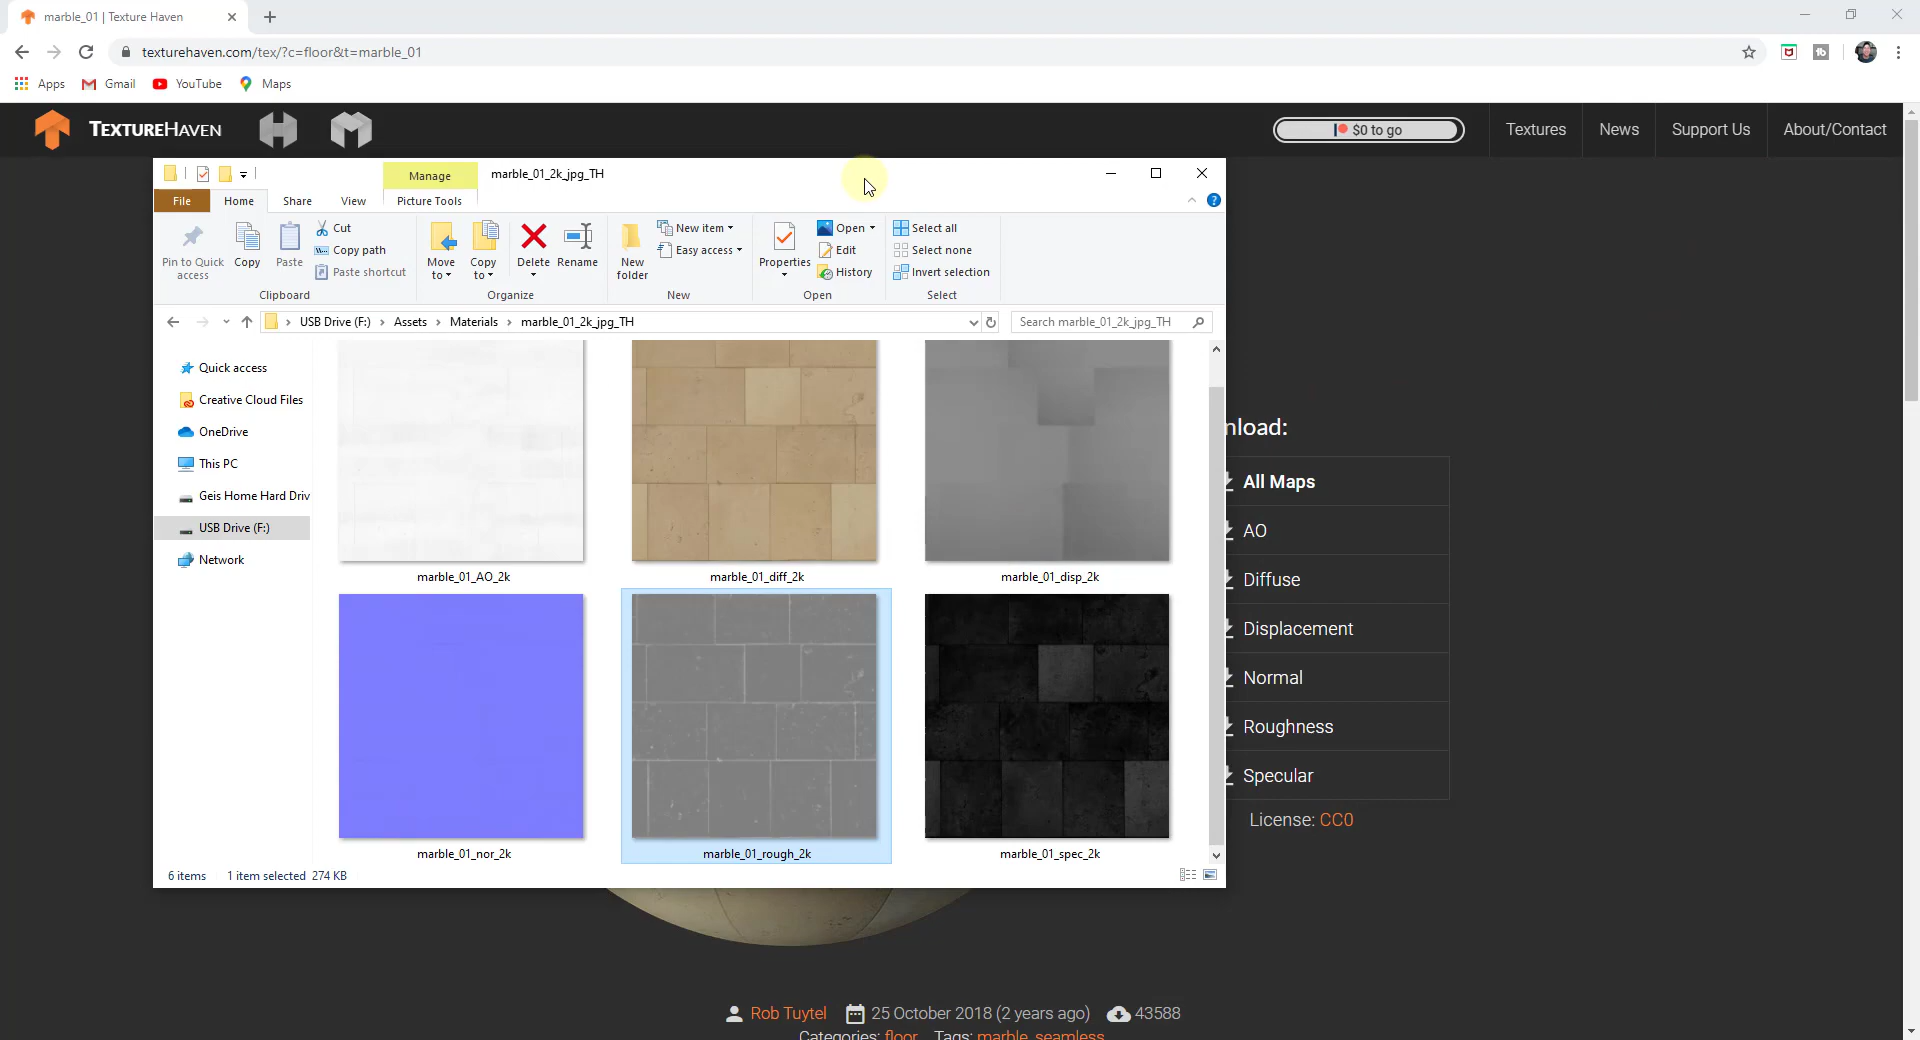 marble_01 | Texture Haven
texturehaven.com/tex/?c=floor&t=marble_01
Apps
Gmail
YouTube
Maps
TEXTUREHAVEN
$0 to go
Textures
News
Support Us
About/Contact
Manage
marble_01_2k_jpg_TH
File
Home
Share
View
Picture Tools
Pin to Quick
access
Copy
Paste
Cut
Copy path
Paste shortcut
Clipboard
Move
to
Copy
to
Delete
Rename
Organize
New
folder
New item
Easy access
New
Properties
Open
Edit
History
Open
Select all
Select none
Invert selection
Select
USB Drive (F:)
Assets
Materials
marble_01_2k_jpg_TH
Search marble_01_2k_jpg_TH
Quick access
Creative Cloud Files
OneDrive
This PC
Geis Home Hard Driv
USB Drive (F:)
Network
marble_01_AO_2k
marble_01_diff_2k
marble_01_disp_2k
marble_01_nor_2k
marble_01_rough_2k
marble_01_spec_2k
6 items
1 item selected 274 KB
nload:
All Maps
AO
Diffuse
Displacement
Normal
Roughness
Specular
License: CC0
Rob Tuytel
25 October 2018 (2 years ago)
43588
Categories: floor
Tags: marble, seamless